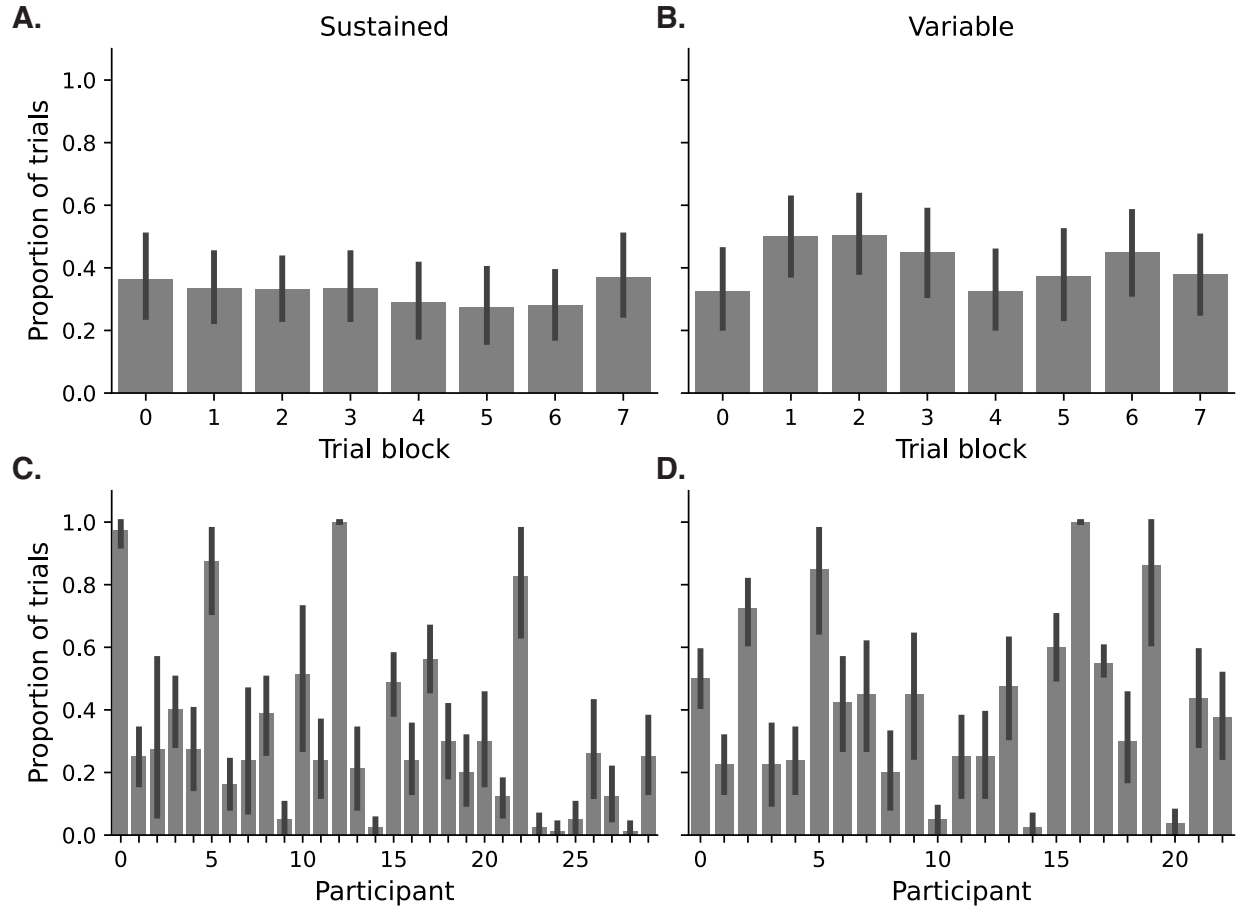 A.
Sustained
B.
Variable
Proportion of trials
1.0
0.8
0.6
0.4
0.2
0.0
0 1 2 3 4 5 6 7
Trial block
0 1 2 3 4 5 6 7
Trial block
C.
D.
Proportion of trials
1.0
0.8
0.6
0.4
0.2
0.0
0 5 10 15 20 25
Participant
0 5 10 15 20
Participant